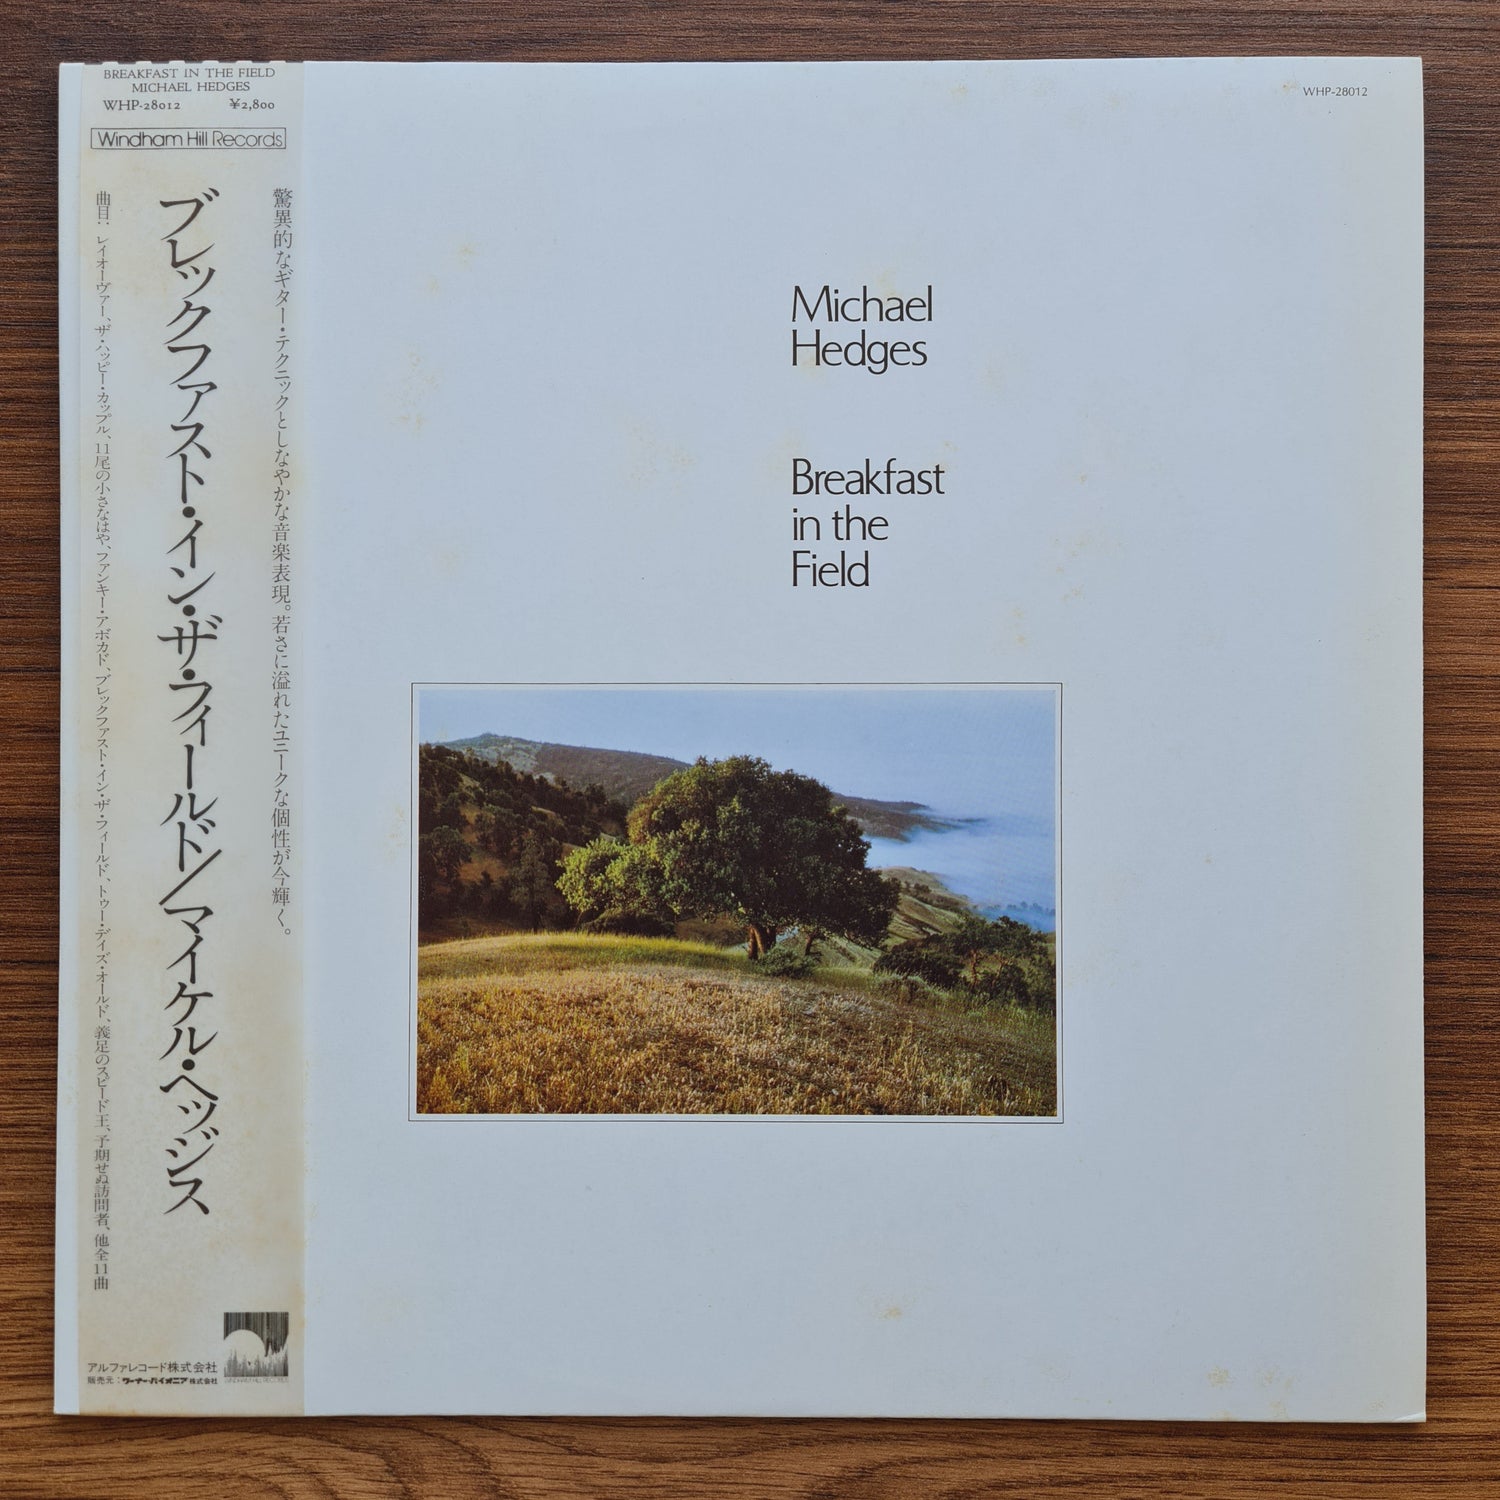 BREAKFAST IN THE FIELD
MICHAEL HEDGES
WHP-28012 ¥2,800
Windham Hill Records
驚異的なギター・テクニックとしなやかな音楽表現。若さに溢れたユニークな個性が今輝く。
ブレックファスト・イン・ザ・フィールド/マイケル・ヘッジス
曲目: レイオーヴァー、ザ・ハッピー・カップル、11尾の小さなはや、ファンキー・アボカド、ブレックファスト・イン・ザ・フィールド、トゥー・デイズ・オールド、義足のスピード王、予期せぬ訪問者、他全11曲
アルファレコード株式会社
販売元:ワーナー・パイオニア株式会社
WINDHAM HILL RECORDS
WHP-28012
Michael
Hedges
Breakfast
in the
Field